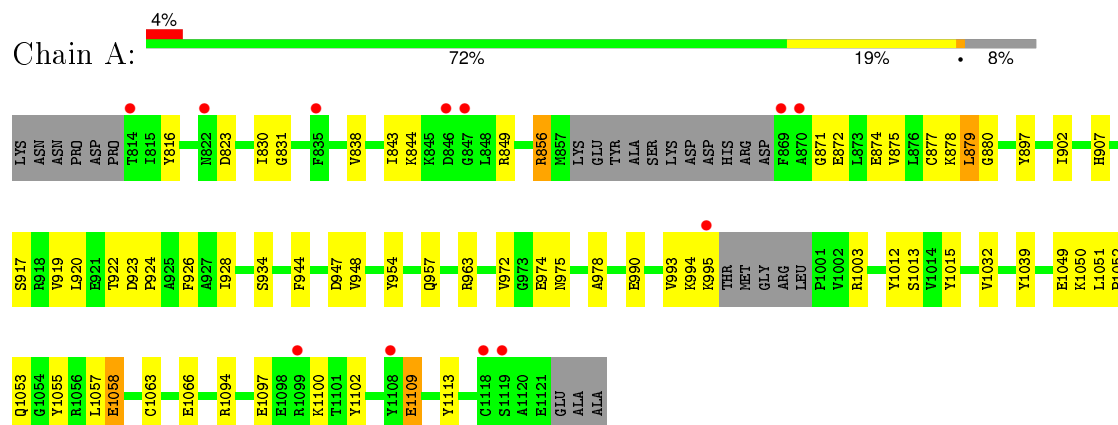 4%
Chain A:
72% 19% • 8%
LYS ASN ASN PRO ASP PRO T814 I815 Y816 N822 D823 I830 G831 F835 V838 I843 K844 K845 D846 G847 L848 R849 R856 M857 LYS GLU TYR ALA SER LYS ASP ASP HIS ARG ASP F869 A870 G871 E872 L873 E874 V875 L876 C877 K878 L879 G880 Y897 I902 H907
S917 R918 V919 L920 E921 T922 D923 P924 A925 F926 A927 I928 S934 F944 D947 V948 Y954 Q957 R963 V972 G973 E974 N975 A978 E990 V993 K994 K995 THR MET GLY ARG LEU P1001 V1002 R1003 Y1012 S1013 V1014 Y1015 V1032 Y1039 E1049 K1050 L1051 P1052
Q1053 G1054 Y1055 R1056 L1057 E1058 C1063 E1066 R1094 E1097 E1098 R1099 K1100 T1101 Y1102 Y1108 E1109 Y1113 C1118 S1119 A1120 E1121 GLU ALA ALA